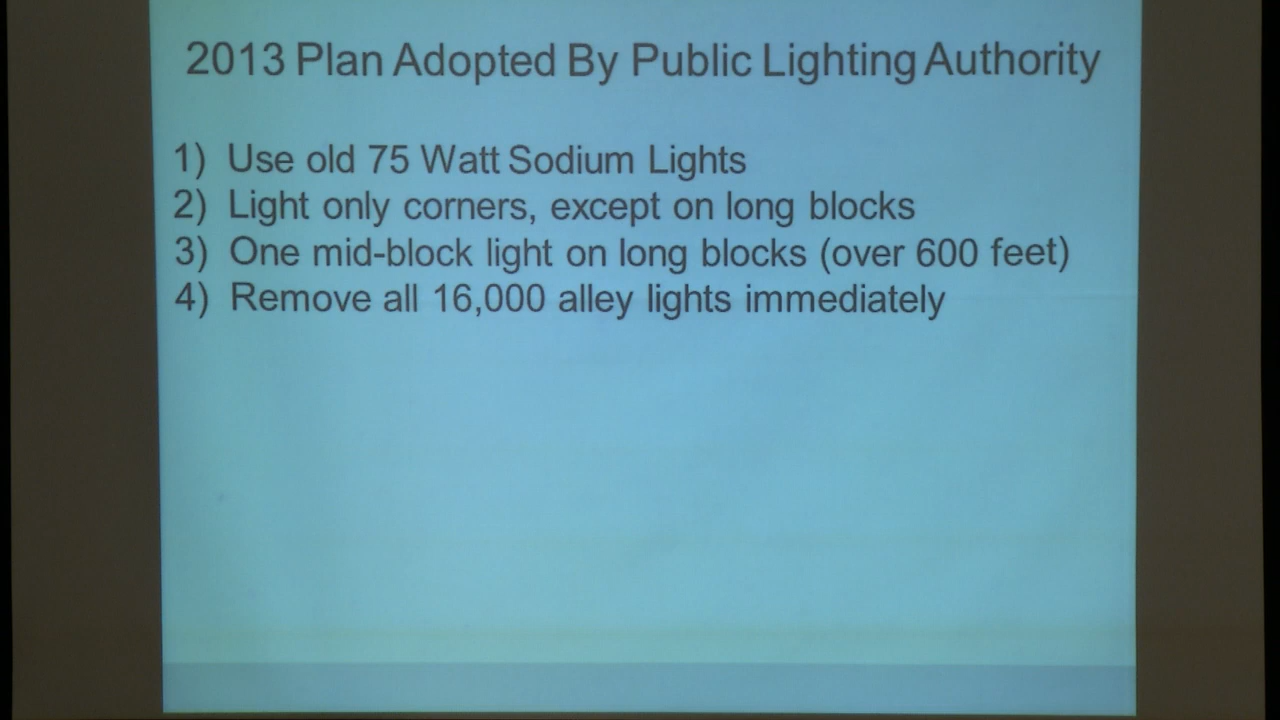 2013 Plan Adopted By Public Lighting Authority
1) Use old 75 Watt Sodium Lights
2) Light only corners, except on long blocks
3) One mid-block light on long blocks (over 600 feet)
4) Remove all 16,000 alley lights immediately